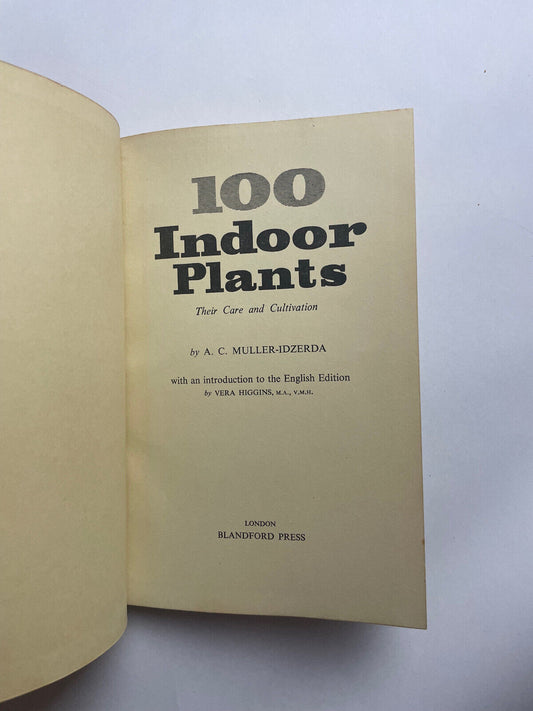 100
Indoor
Plants
Their Care and Cultivation
by A. C. MULLER-IDZERDA
with an introduction to the English Edition
by VERA HIGGINS, M.A., V.M.H.
LONDON
BLANDFORD PRESS